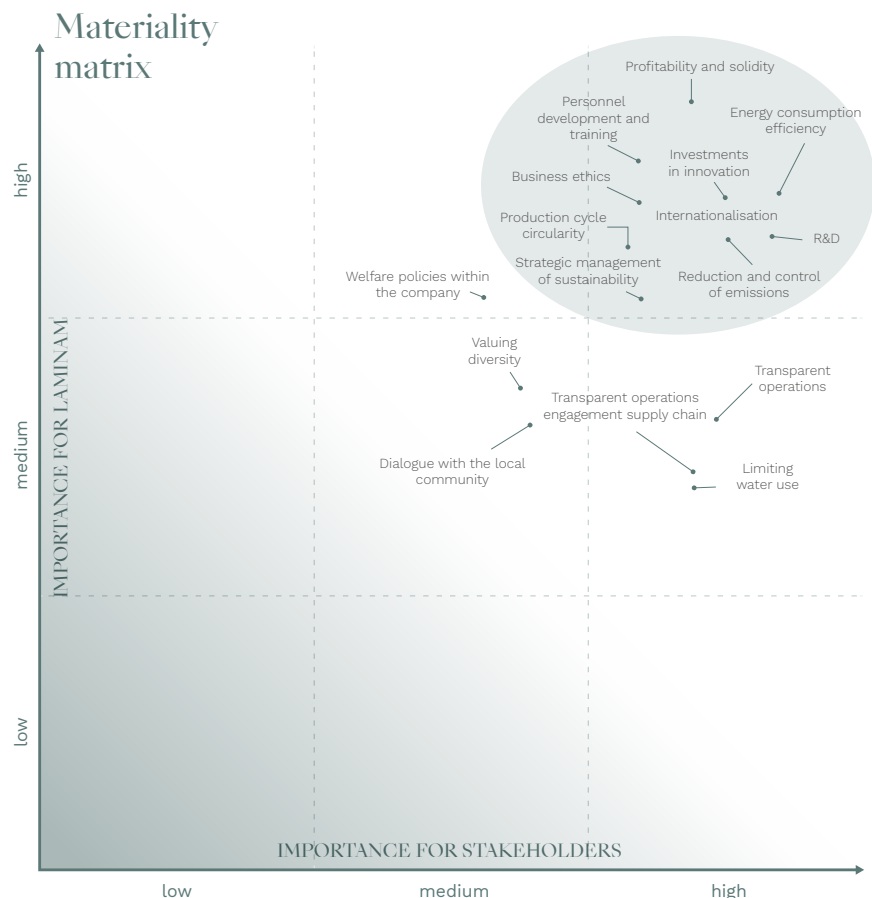 Materiality
matrix
Profitability and solidity
Personnel
development and
training
Energy consumption
efficiency
Investments
in innovation
Business ethics
Internationalisation
Production cycle
circularity
R&D
Strategic management
of sustainability
Reduction and control
of emissions
Welfare policies within
the company
Valuing
diversity
Transparent
operations
Transparent operations
engagement supply chain
Dialogue with the local
community
Limiting
water use
high
medium
low
IMPORTANCE FOR LAMINAM
IMPORTANCE FOR STAKEHOLDERS
low
medium
high